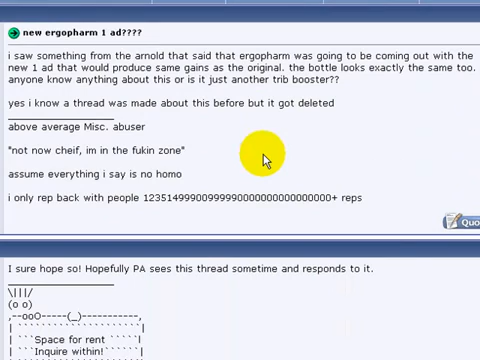 new ergopharm 1 ad????
i saw something from the arnold that said that ergopharm was going to be coming out with the
new 1 ad that would produce same gains as the original. the bottle looks exactly the same too.
anyone know anything about this or is it just another trib booster??
yes i know a thread was made about this before but it got deleted
above average Misc. abuser
"not now cheif, im in the fukin zone"
assume everything i say is no homo
i only rep back with people 
Quo
I sure hope so! Hopefully PA sees this thread sometime and responds to it.
\|||/
(o o)
,--ooO-----(_)-----------,
| ```````````````````````|
| ```Space for rent `````|
| ```Inquire within!`````|